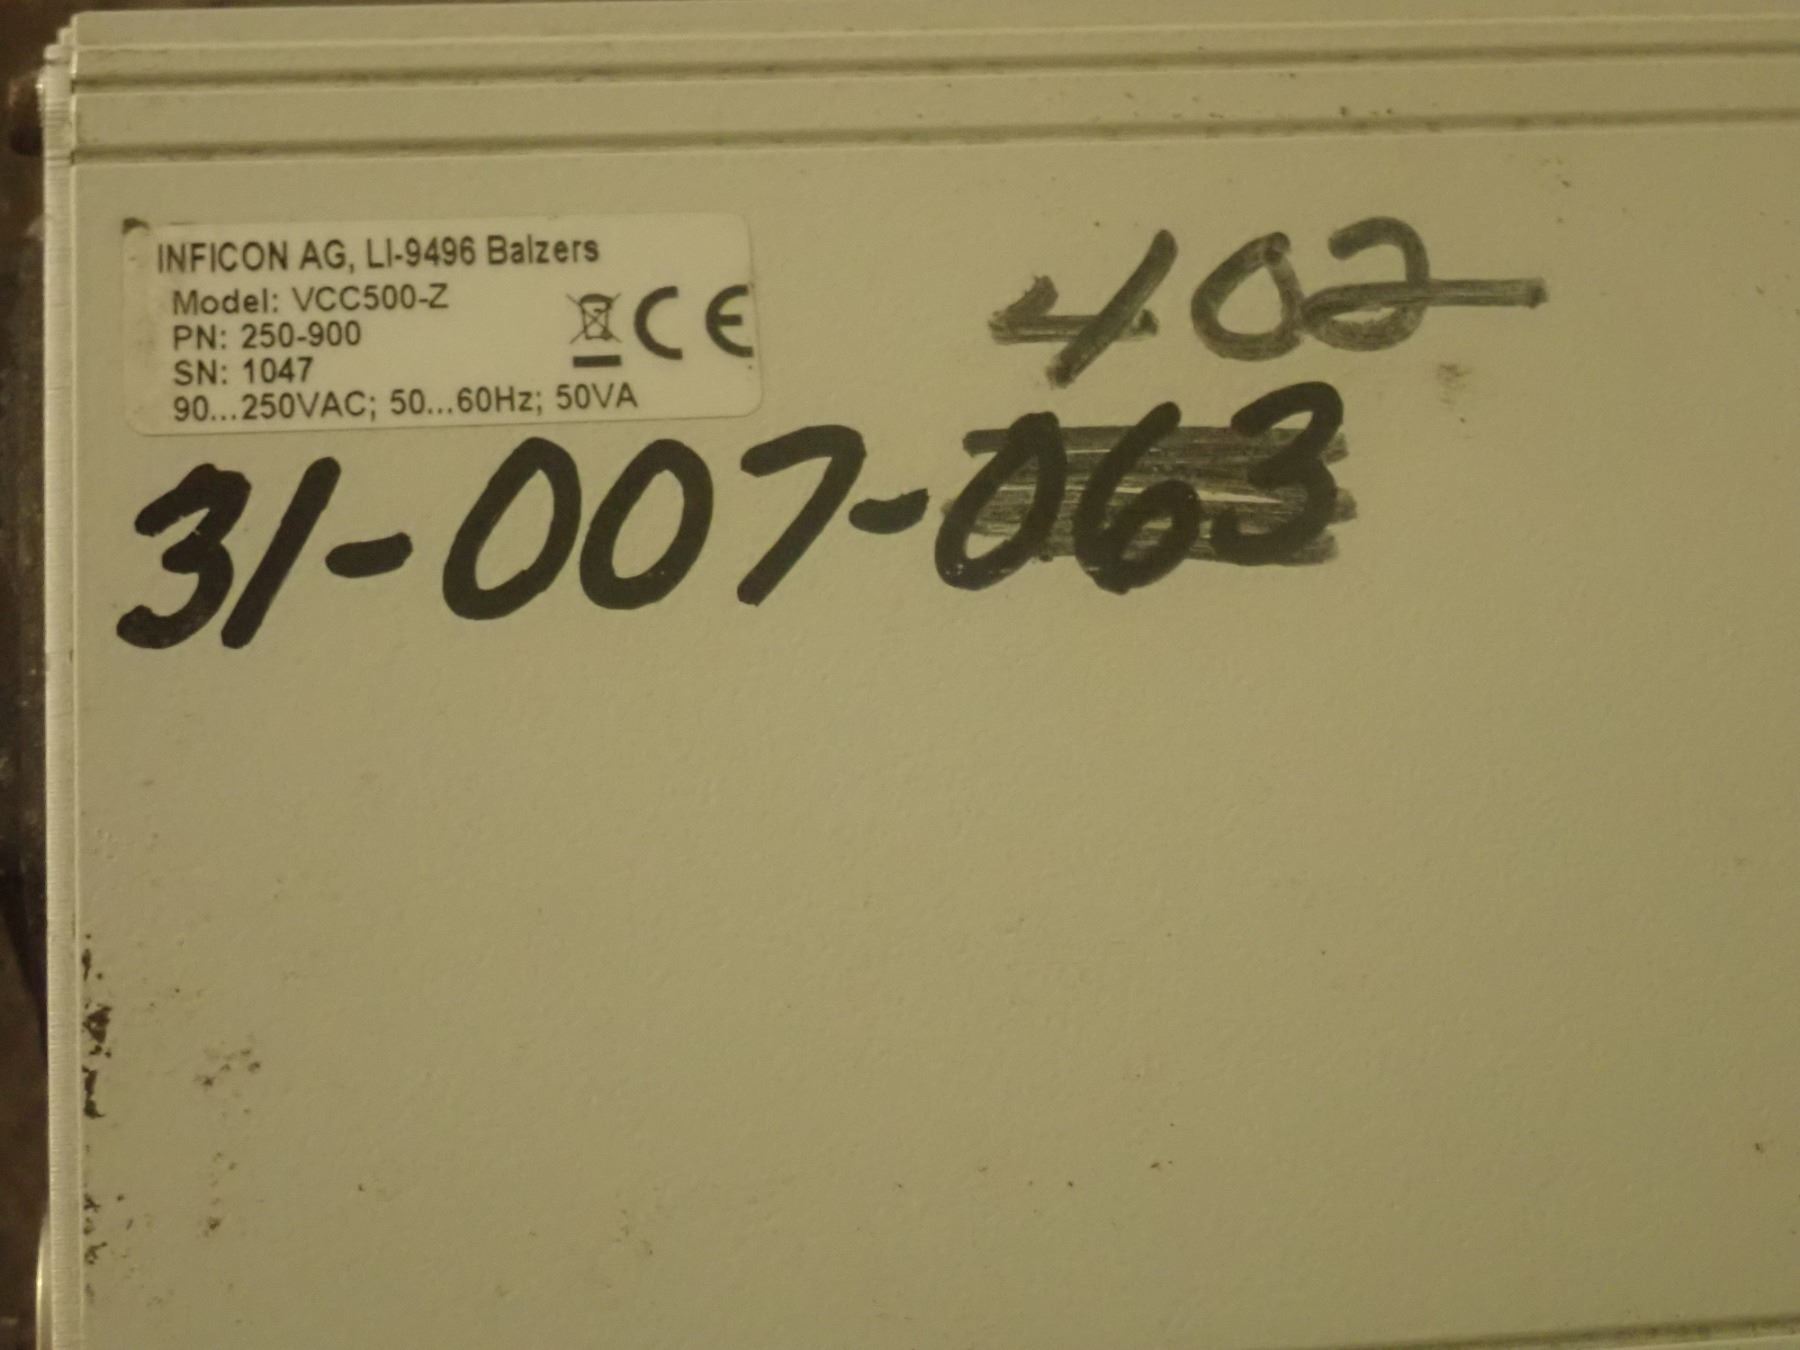 INFICON AG, LI-9496 Balzers
Model: VCC500-Z
PN: 250-900
SN: 1047
90...250VAC; 50...60Hz; 50VA
CE
402
31-007-063